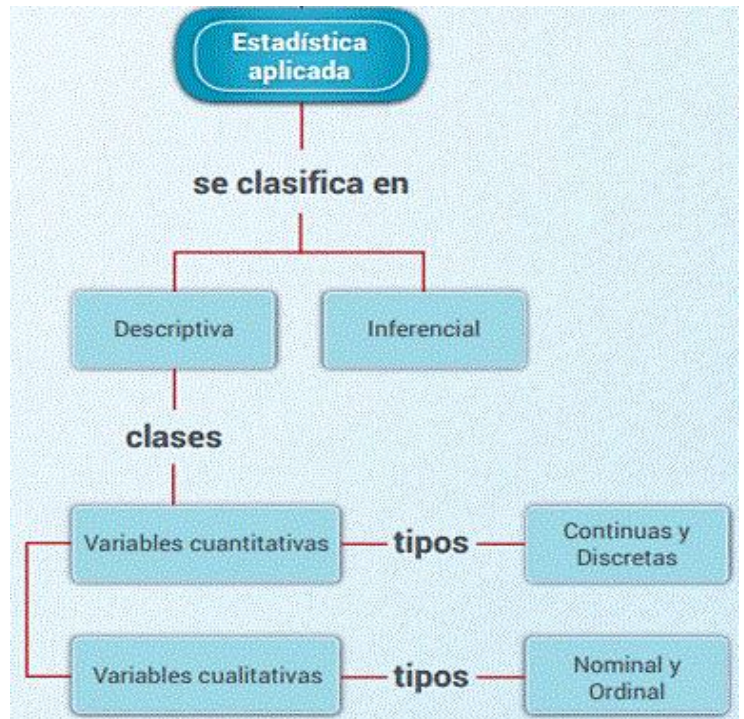 Estadística
aplicada
se clasifica en
Descriptiva
Inferencial
clases
Variables cuantitativas
tipos
Continuas y
Discretas
Variables cualitativas
tipos
Nominal y
Ordinal